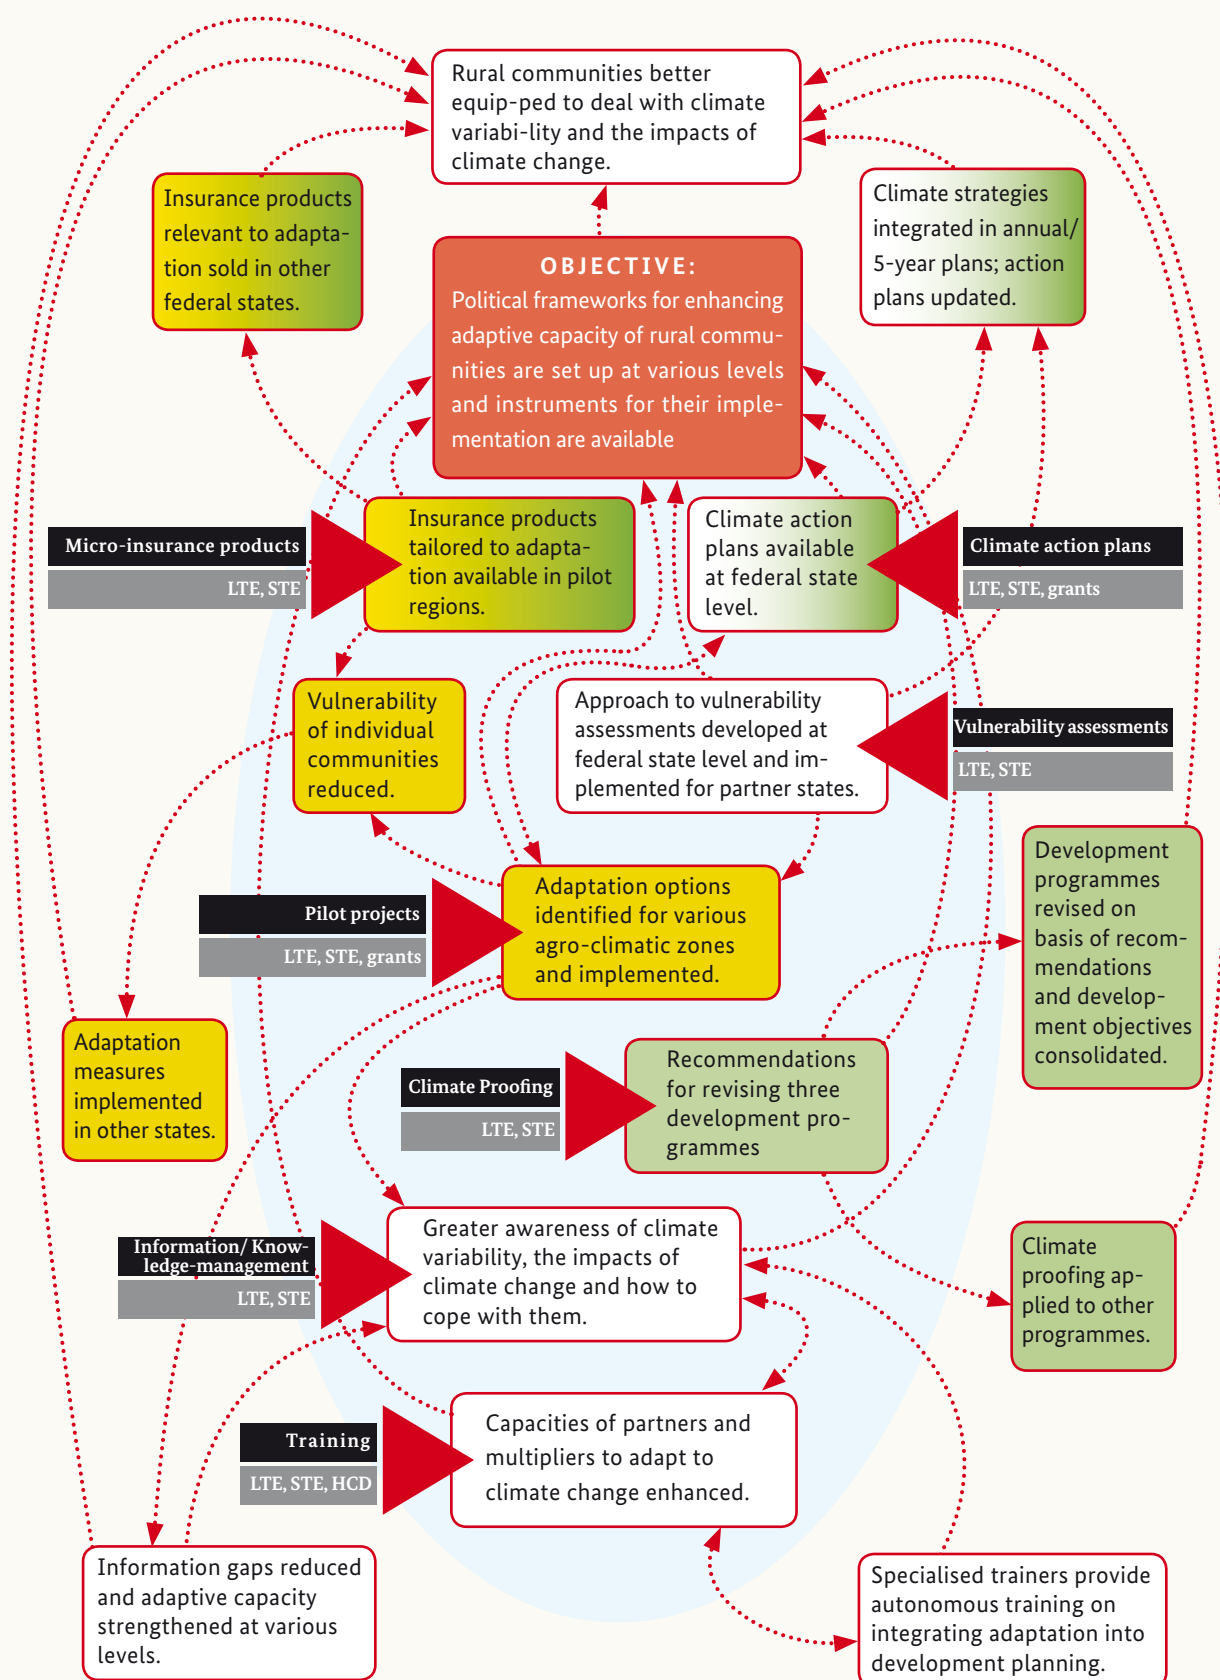 Rural communities better
equip-ped to deal with climate
variabi-lity and the impacts of
climate change.
Insurance products
relevant to adapta-
tion sold in other
federal states.
Climate strategies
integrated in annual/
5-year plans; action
plans updated.
OBJECTIVE:
Political frameworks for enhancing
adaptive capacity of rural commu-
nities are set up at various levels
and instruments for their imple-
mentation are available
Micro-insurance products
LTE, STE
Insurance products
tailored to adapta-
tion available in pilot
regions.
Climate action
plans available
at federal state
level.
Climate action plans
LTE, STE, grants
Vulnerability
of individual
communities
reduced.
Approach to vulnerability
assessments developed at
federal state level and im-
plemented for partner states.
Vulnerability assessments
LTE, STE
Pilot projects
LTE, STE, grants
Adaptation options
identified for various
agro-climatic zones
and implemented.
Development
programmes
revised on
basis of recom-
mendations
and develop-
ment objectives
consolidated.
Adaptation
measures
implemented
in other states.
Climate Proofing
LTE, STE
Recommendations
for revising three
development pro-
grammes
Information/ Know-
ledge-management
LTE, STE
Greater awareness of climate
variability, the impacts of
climate change and how to
cope with them.
Climate
proofing ap-
plied to other
programmes.
Training
LTE, STE, HCD
Capacities of partners and
multipliers to adapt to
climate change enhanced.
Information gaps reduced
and adaptive capacity
strengthened at various
levels.
Specialised trainers provide
autonomous training on
integrating adaptation into
development planning.